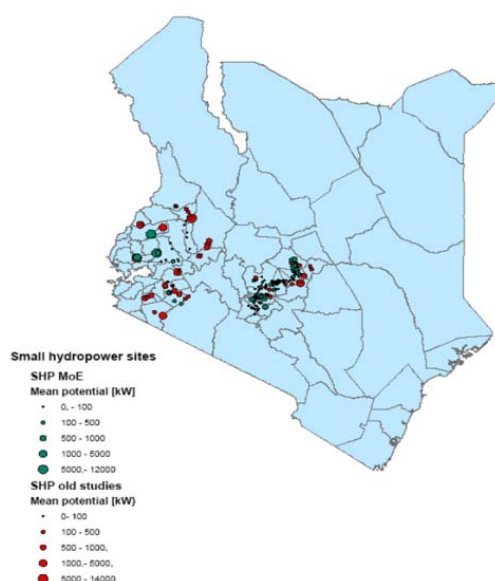 Small hydropower sites
SHP MoE
Mean potential [kW]
0, - 100
100 - 500
500 - 1000
1000 - 5000
5000,- 12000
SHP old studies
Mean potential [kW)
0- 100
100 - 500
500 - 1000,
1000,- 5000,
5000 - 14000